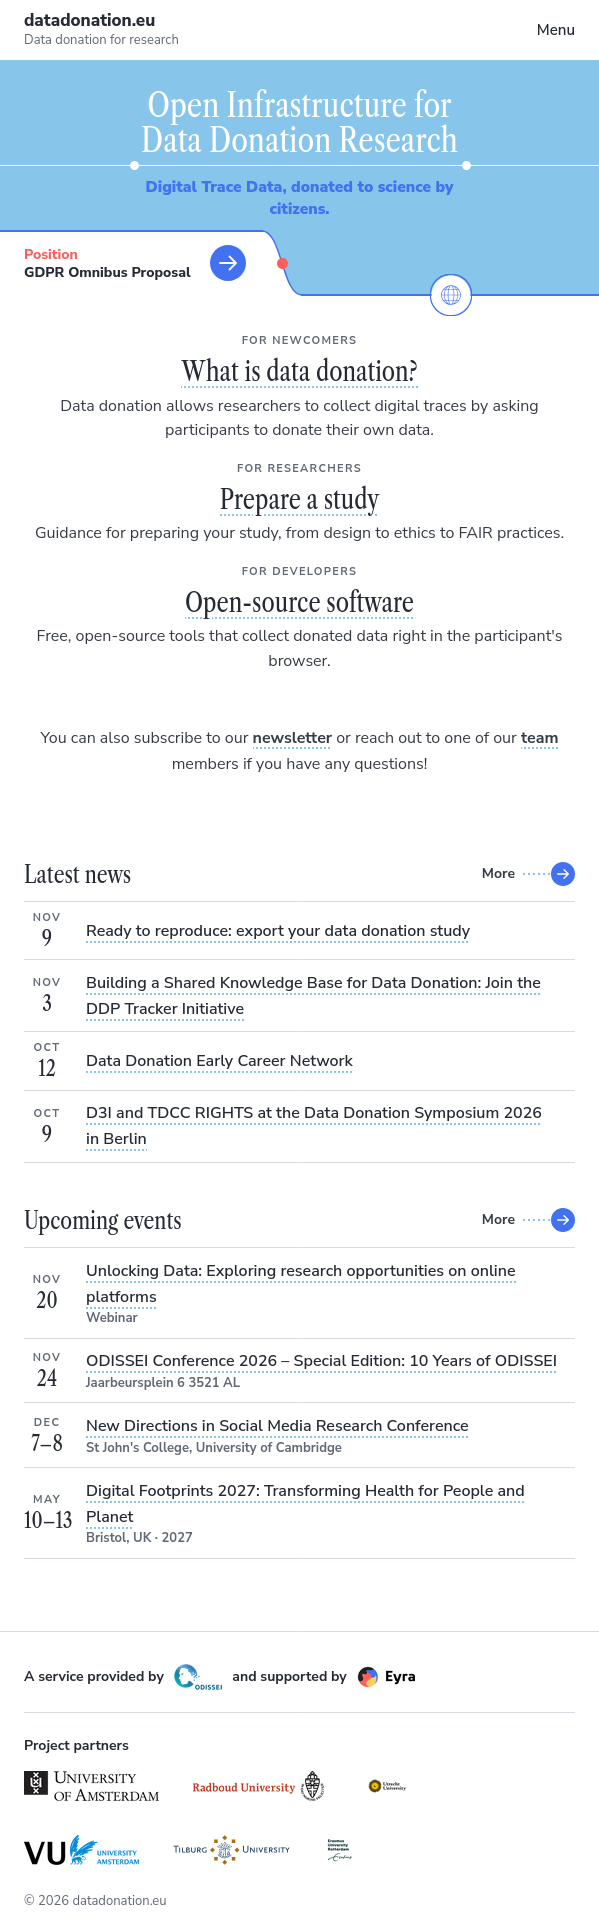 datadonation.eu
Data donation for research
Menu
Open Infrastructure for
Data Donation Research
Digital Trace Data, donated to science by
citizens.
Position
GDPR Omnibus Proposal
FOR NEWCOMERS
What is data donation?
Data donation allows researchers to collect digital traces by asking
participants to donate their own data.
FOR RESEARCHERS
Prepare a study
Guidance for preparing your study, from design to ethics to FAIR practices.
FOR DEVELOPERS
Open-source software
Free, open-source tools that collect donated data right in the participant's
browser.
You can also subscribe to our newsletter or reach out to one of our team
members if you have any questions!
Latest news
More
NOV
9
Ready to reproduce: export your data donation study
NOV
3
Building a Shared Knowledge Base for Data Donation: Join the
DDP Tracker Initiative
OCT
12
Data Donation Early Career Network
OCT
9
D3I and TDCC RIGHTS at the Data Donation Symposium 2026
in Berlin
Upcoming events
More
NOV
20
Unlocking Data: Exploring research opportunities on online
platforms
Webinar
NOV
24
ODISSEI Conference 2026 – Special Edition: 10 Years of ODISSEI
Jaarbeursplein 6 3521 AL
DEC
7–8
New Directions in Social Media Research Conference
St John's College, University of Cambridge
MAY
10–13
Digital Footprints 2027: Transforming Health for People and
Planet
Bristol, UK · 2027
A service provided by ODISSEI and supported by Eyra
Project partners
UNIVERSITY
OF AMSTERDAM
Radboud University
Utrecht
University
VU UNIVERSITY
AMSTERDAM
TILBURG UNIVERSITY
Erasmus
University
Rotterdam
Erasmus
© 2026 datadonation.eu